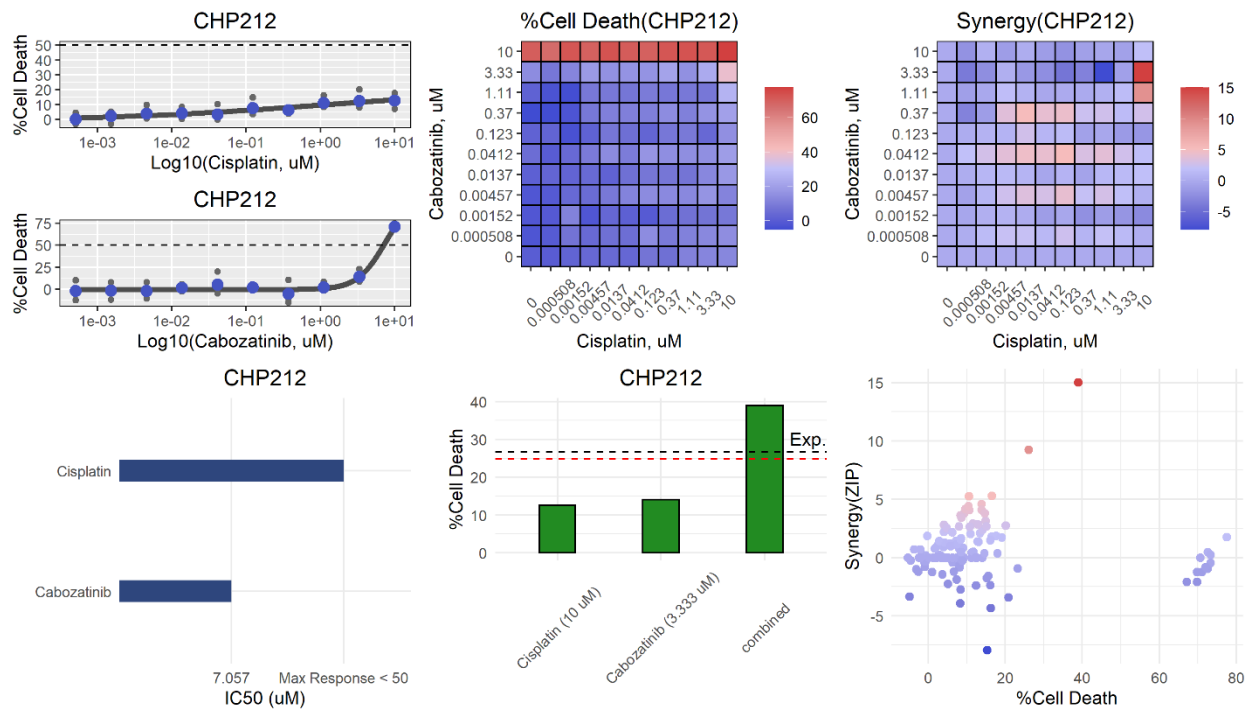 CHP212
%Cell Death
50
40
30
20
10
0
1e-03
1e-02
1e-01
1e+00
1e+01
Log10(Cisplatin, uM)
CHP212
%Cell Death
75
50
25
0
1e-03
1e-02
1e-01
1e+00
1e+01
Log10(Cabozatinib, uM)
%Cell Death(CHP212)
Cabozatinib, uM
10
3.33
1.11
0.37
0.123
0.0412
0.0137
0.00457
0.00152
0.000508
0
0
0.000508
0.00152
0.00457
0.0137
0.0412
0.123
0.37
1.11
3.33
10
Cisplatin, uM
60
40
20
0
Synergy(CHP212)
Cabozatinib, uM
10
3.33
1.11
0.37
0.123
0.0412
0.0137
0.00457
0.00152
0.000508
0
0
0.000508
0.00152
0.00457
0.0137
0.0412
0.123
0.37
1.11
3.33
10
Cisplatin, uM
15
10
5
0
-5
CHP212
Cisplatin
Cabozatinib
7.057
Max Response < 50
IC50 (uM)
CHP212
%Cell Death
40
30
20
10
0
Exp.
Cisplatin (10 uM)
Cabozatinib (3.333 uM)
combined
Synergy(ZIP)
15
10
5
0
-5
0
20
40
60
80
%Cell Death